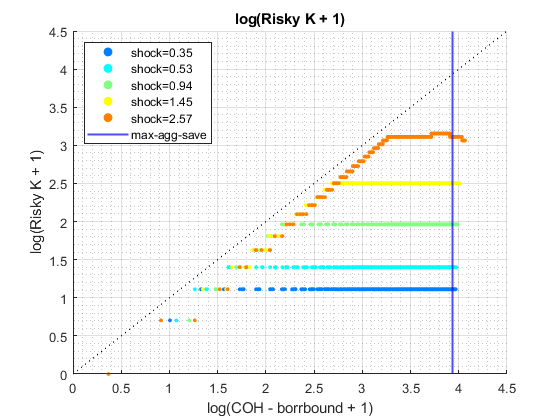 log(Risky K + 1)
4.5
4
3.5
3
2.5
2
1.5
1
0.5
0
log(Risky K + 1)
shock=0.35
shock=0.53
shock=0.94
shock=1.45
shock=2.57
max-agg-save
0 0.5 1 1.5 2 2.5 3 3.5 4 4.5
log(COH - borrbound + 1)